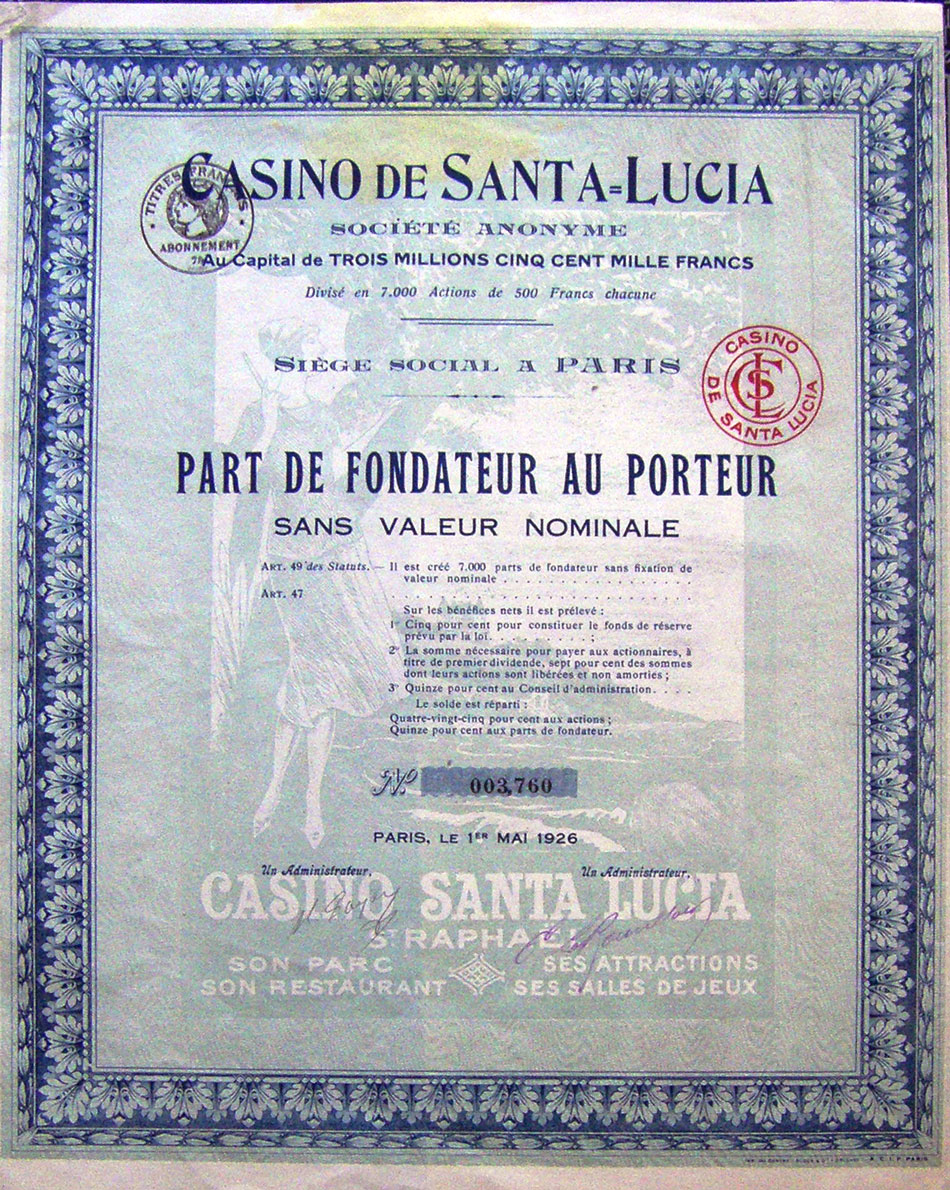 CASINO DE SANTA=LUCIA
TITRES FRANÇAIS
ABONNEMENT
SOCIÉTÉ ANONYME
Au Capital de TROIS MILLIONS CINQ CENT MILLE FRANCS
Divisé en 7.000 Actions de 500 Francs chacune
SIÈGE SOCIAL A PARIS
CASINO DE SANTA LUCIA
CSL
PART DE FONDATEUR AU PORTEUR
SANS VALEUR NOMINALE
ART. 49 des Statuts. — Il est créé 7.000 parts de fondateur sans fixation de
valeur nominale . . . . . . . . . . . . . . . . .
ART. 47 . . . . . . . . . . . . . . . . . . . . . .
Sur les bénéfices nets il est prélevé :
1° Cinq pour cent pour constituer le fonds de réserve
prévu par la loi. . . . . . . . . . ;
2° La somme nécessaire pour payer aux actionnaires, à
titre de premier dividende, sept pour cent des sommes
dont leurs actions sont libérées et non amorties ;
3° Quinze pour cent au Conseil d'administration. . . .
Le solde est réparti :
Quatre-vingt-cinq pour cent aux actions ;
Quinze pour cent aux parts de fondateur.
N.o 003,760
PARIS, LE 1ER MAI 1926
Un Administrateur, Un Administrateur,
CASINO SANTA LUCIA
ST RAPHAEL
SON PARC SES ATTRACTIONS
SON RESTAURANT SES SALLES DE JEUX